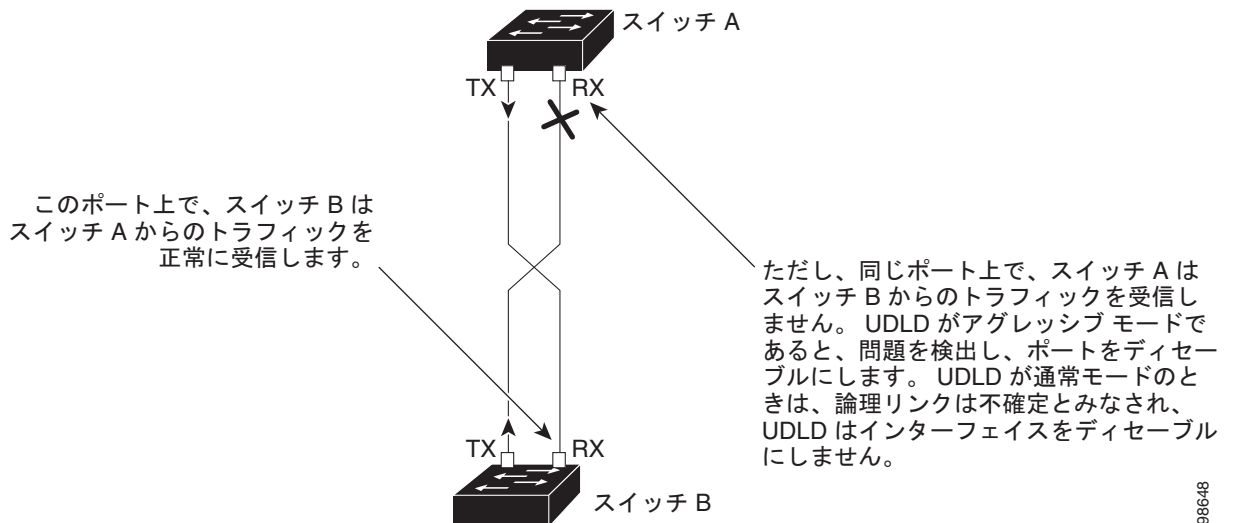 スイッチ A
TX
RX
このポート上で、スイッチ B は
スイッチ A からのトラフィックを
正常に受信します。
ただし、同じポート上で、スイッチ A は
スイッチ B からのトラフィックを受信し
ません。 UDLD がアグレッシブ モードで
あると、問題を検出し、ポートをディセー
ブルにします。 UDLD が通常モードのと
きは、論理リンクは不確定とみなされ、
UDLD はインターフェイスをディセーブル
にしません。
TX
RX
スイッチ B
98648